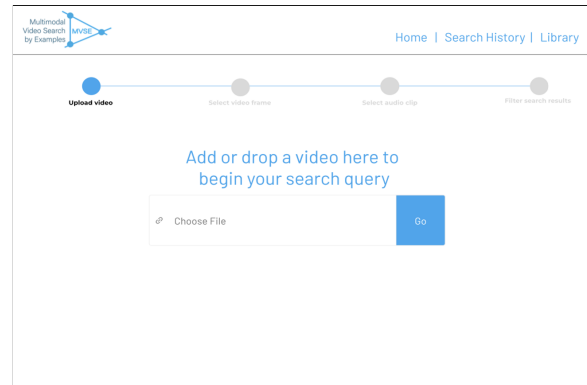 Multimodal
Video Search
by Examples
MVSE
Home | Search History | Library
Upload video
Select video frame
Select audio clip
Filter search results
Add or drop a video here to
begin your search query
Choose File
Go